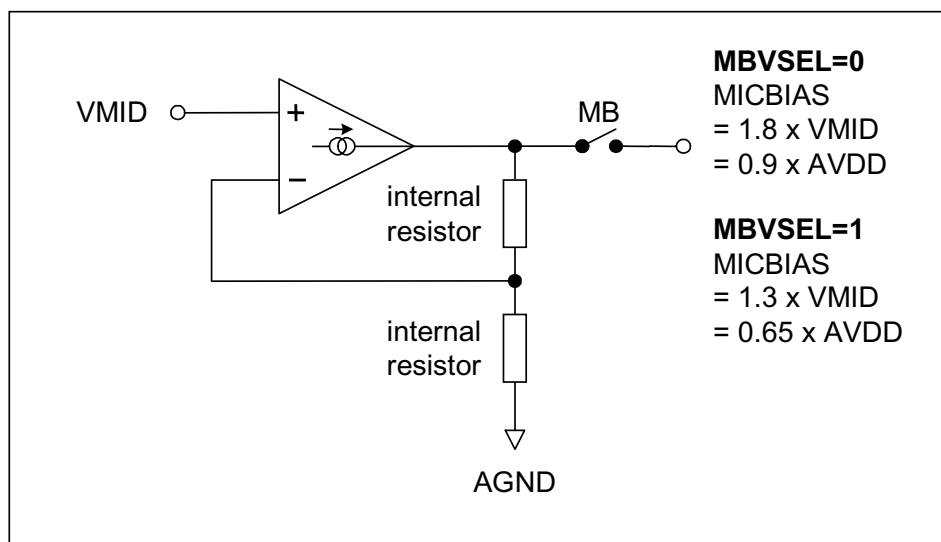 VMID
+
−
MB
internal
resistor
internal
resistor
AGND
MBVSEL=0
MICBIAS
= 1.8 x VMID
= 0.9 x AVDD
MBVSEL=1
MICBIAS
= 1.3 x VMID
= 0.65 x AVDD